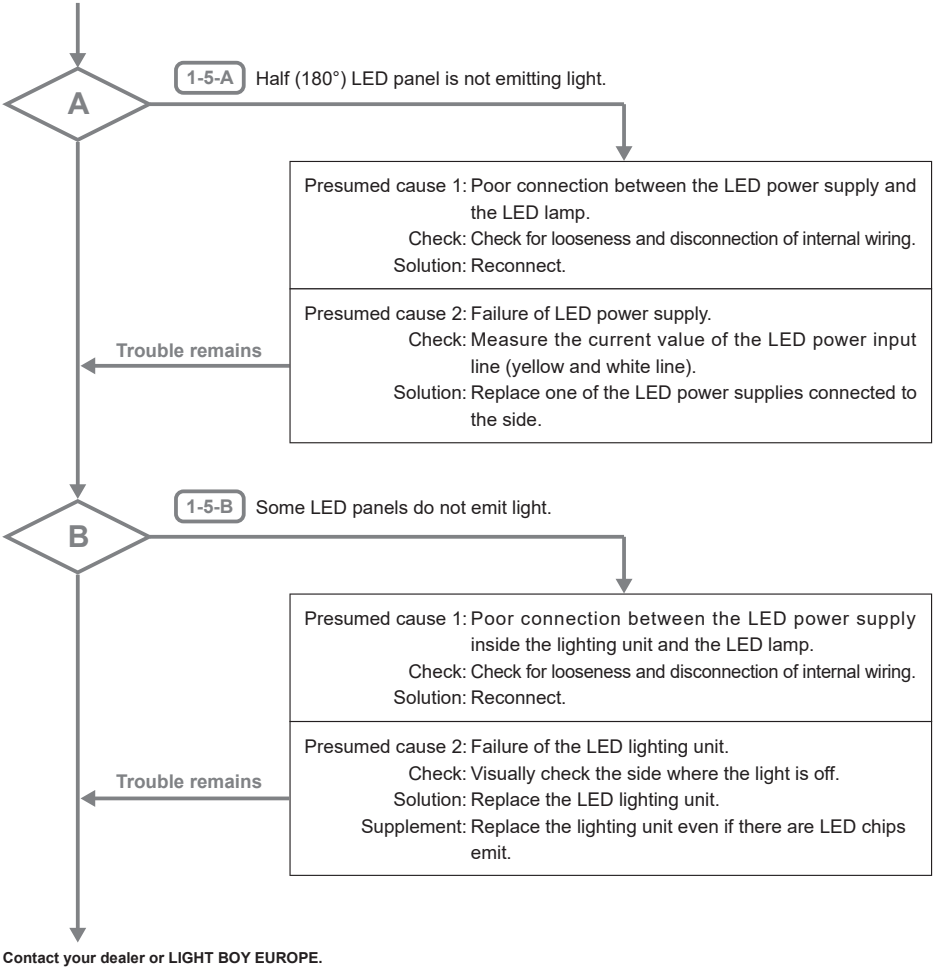 1-5-A Half (180°) LED panel is not emitting light.
A
Presumed cause 1: Poor connection between the LED power supply and
the LED lamp.
Check: Check for looseness and disconnection of internal wiring.
Solution: Reconnect.
Presumed cause 2: Failure of LED power supply.
Check: Measure the current value of the LED power input
line (yellow and white line).
Solution: Replace one of the LED power supplies connected to
the side.
Trouble remains
1-5-B Some LED panels do not emit light.
B
Presumed cause 1: Poor connection between the LED power supply
inside the lighting unit and the LED lamp.
Check: Check for looseness and disconnection of internal wiring.
Solution: Reconnect.
Presumed cause 2: Failure of the LED lighting unit.
Check: Visually check the side where the light is off.
Solution: Replace the LED lighting unit.
Supplement: Replace the lighting unit even if there are LED chips
emit.
Trouble remains
Contact your dealer or LIGHT BOY EUROPE.